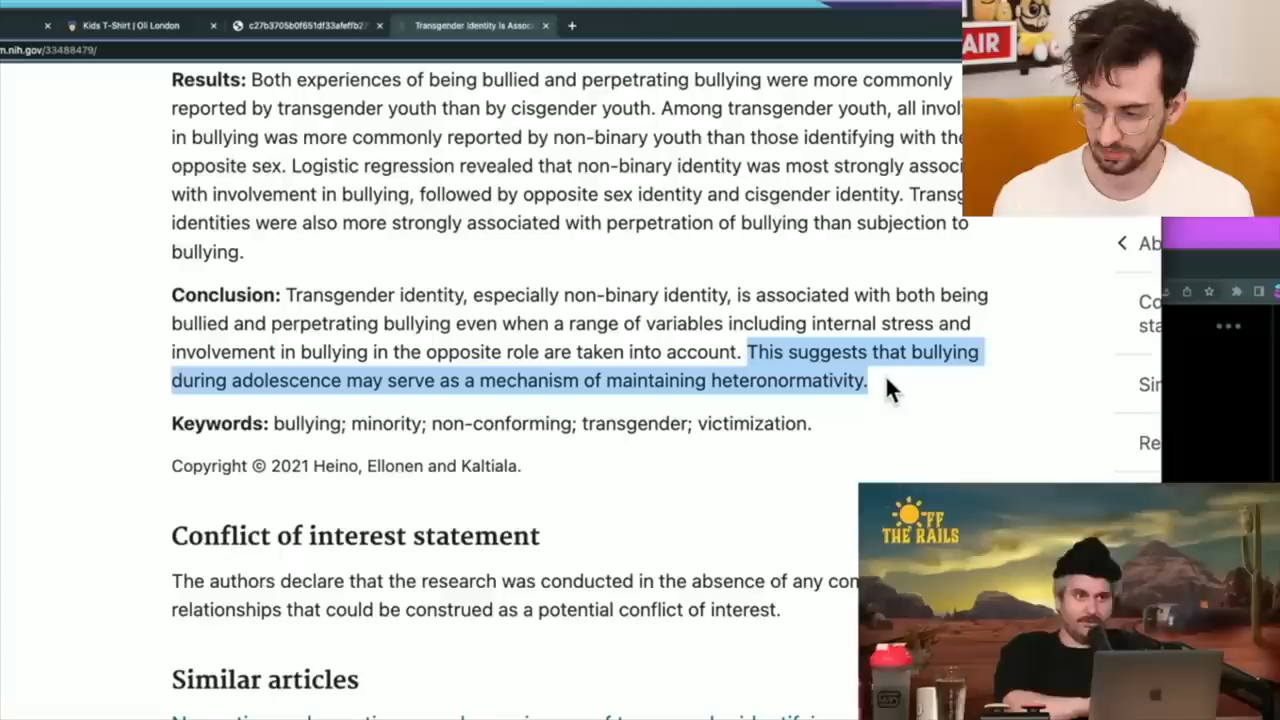 Kids T-Shirt | Oli London
c27b3705b0f651df33afeffb27
Transgender Identity Is Assoc
m.nih.gov/33488479/
AIR
Results: Both experiences of being bullied and perpetrating bullying were more commonly
reported by transgender youth than by cisgender youth. Among transgender youth, all invol
in bullying was more commonly reported by non-binary youth than those identifying with the
opposite sex. Logistic regression revealed that non-binary identity was most strongly associ
with involvement in bullying, followed by opposite sex identity and cisgender identity. Transg
identities were also more strongly associated with perpetration of bullying than subjection to
bullying.
Ab
Conclusion: Transgender identity, especially non-binary identity, is associated with both being
bullied and perpetrating bullying even when a range of variables including internal stress and
involvement in bullying in the opposite role are taken into account. This suggests that bullying
during adolescence may serve as a mechanism of maintaining heteronormativity.
Co
sta
Sir
Re
Keywords: bullying; minority; non-conforming; transgender; victimization.
Copyright © 2021 Heino, Ellonen and Kaltiala.
Conflict of interest statement
The authors declare that the research was conducted in the absence of any con
relationships that could be construed as a potential conflict of interest.
Similar articles
OFF
THE RAILS